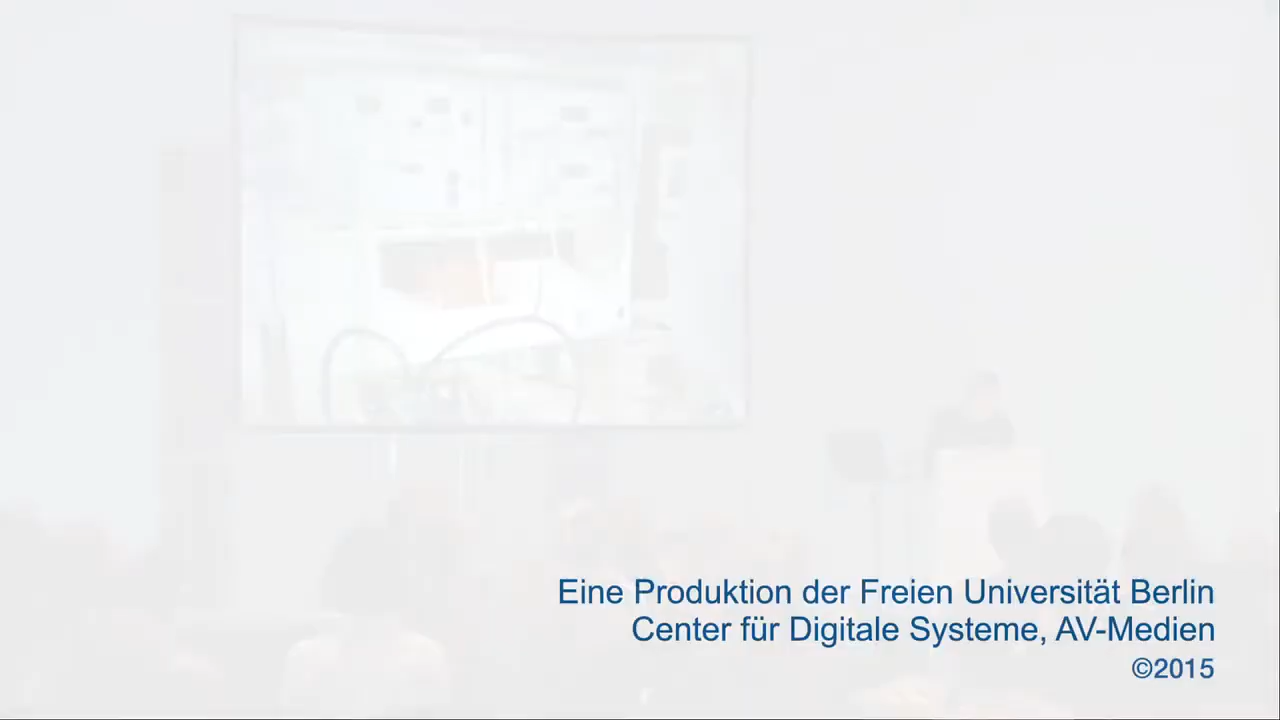 Eine Produktion der Freien Universität Berlin
Center für Digitale Systeme, AV-Medien
©2015